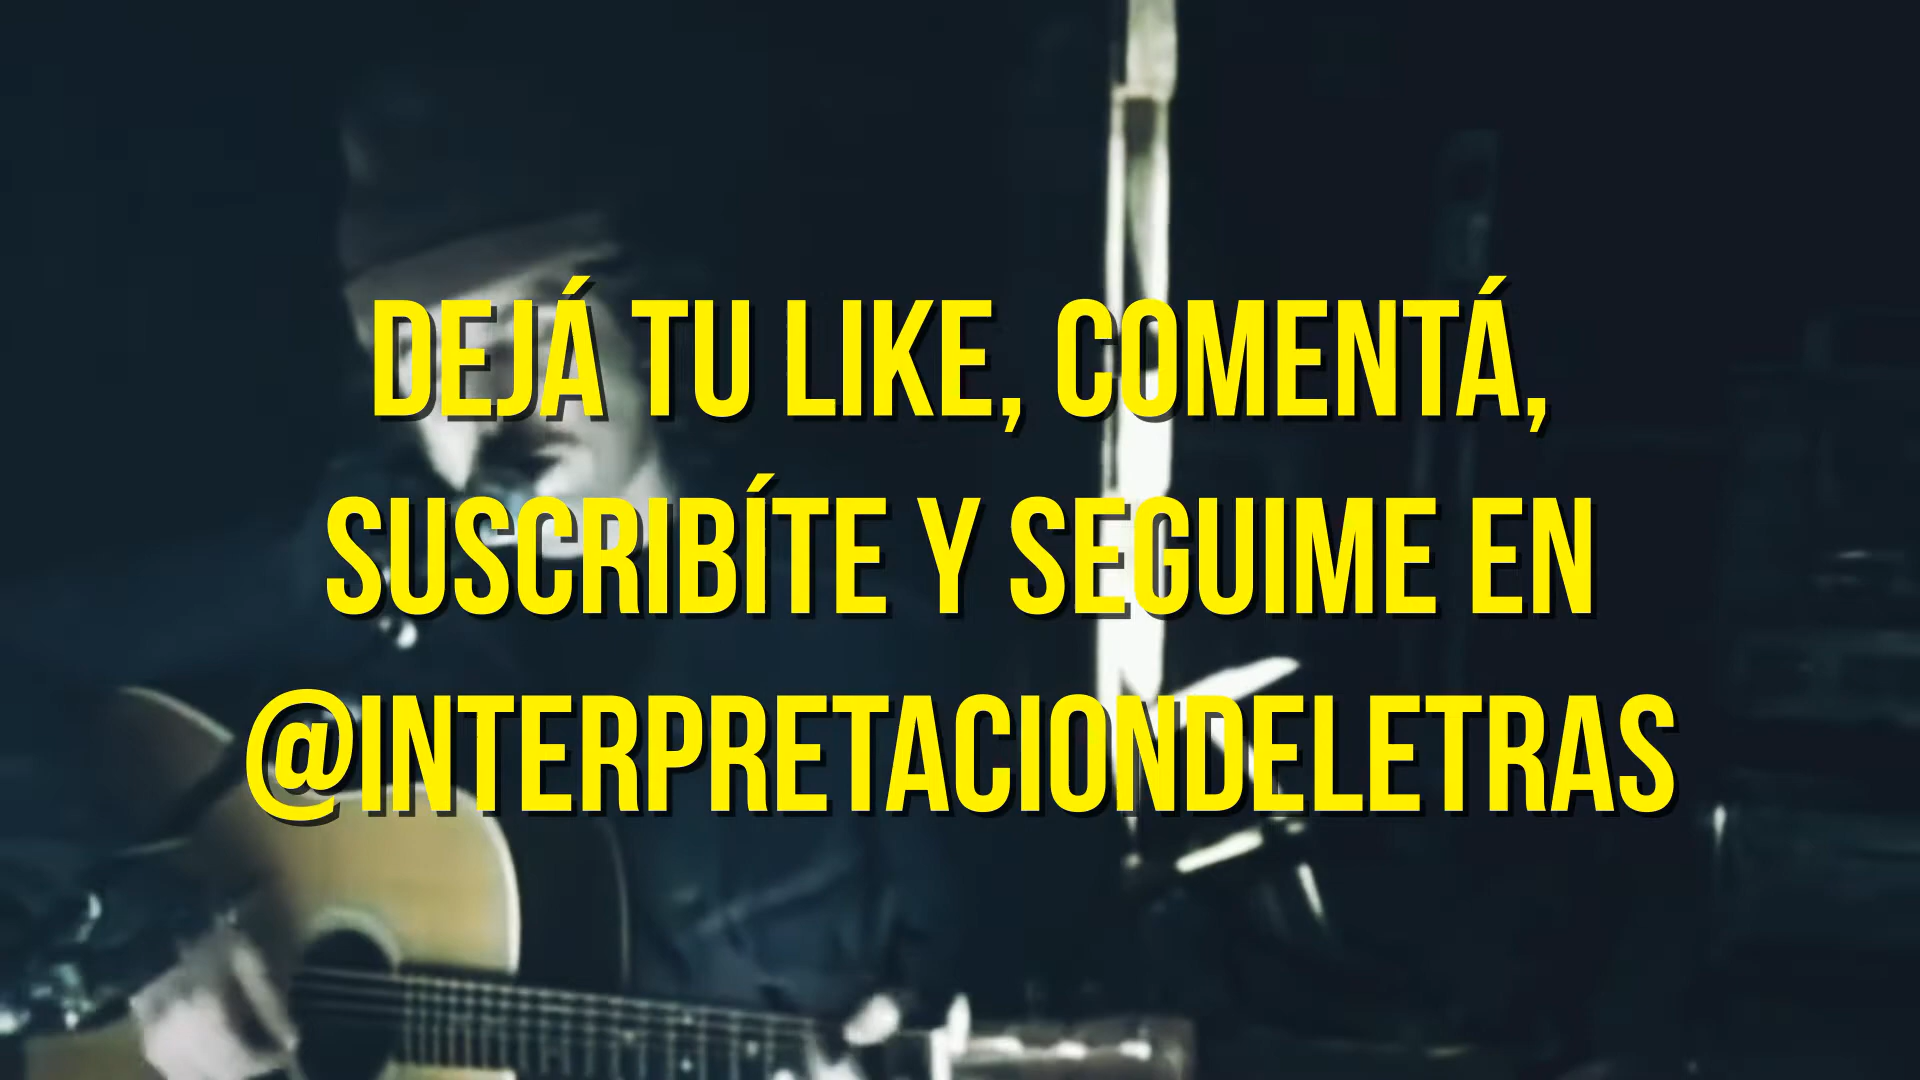 DEJÁ TU LIKE, COMENTÁ,
SUSCRIBÍTE Y SEGUIME EN
@INTERPRETACIONDELETRAS